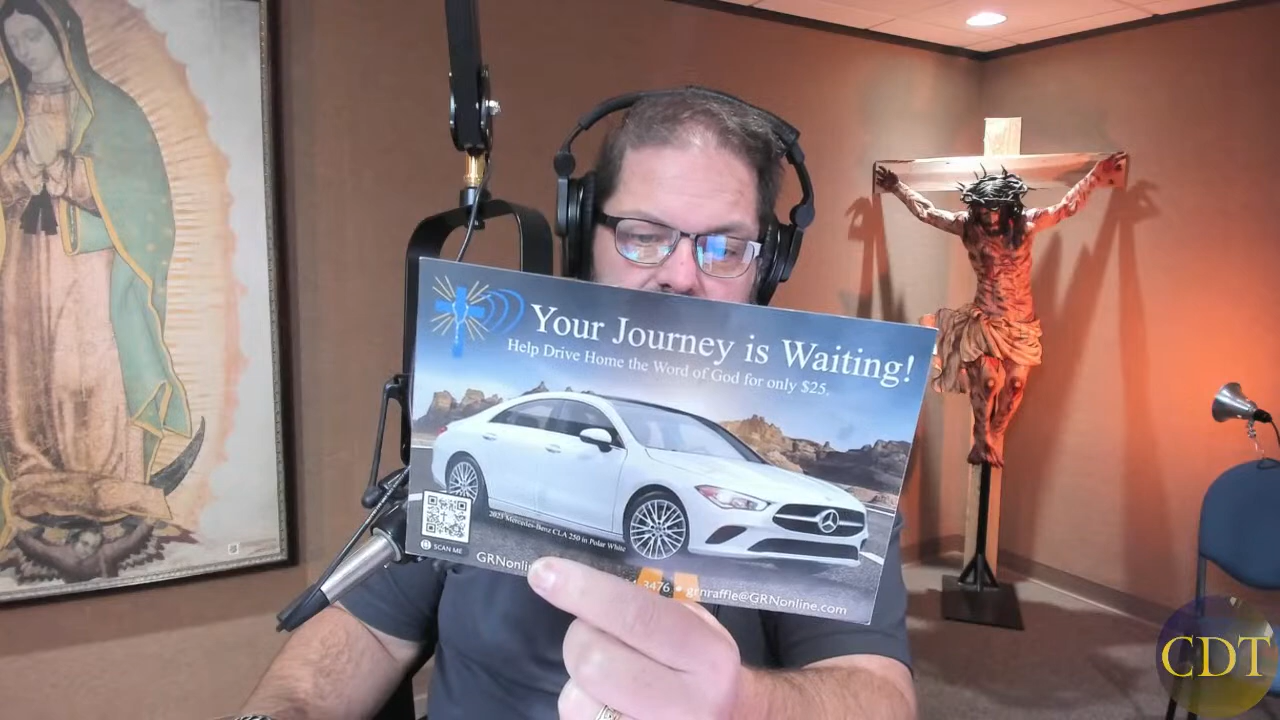 Your Journey is Waiting!
Help Drive Home the Word of God for only $25.
2025 Mercedes-Benz CLA 250 in Polar White
SCAN ME
GRNonlin
3476 • grnraffle@GRNonline.com
CDT